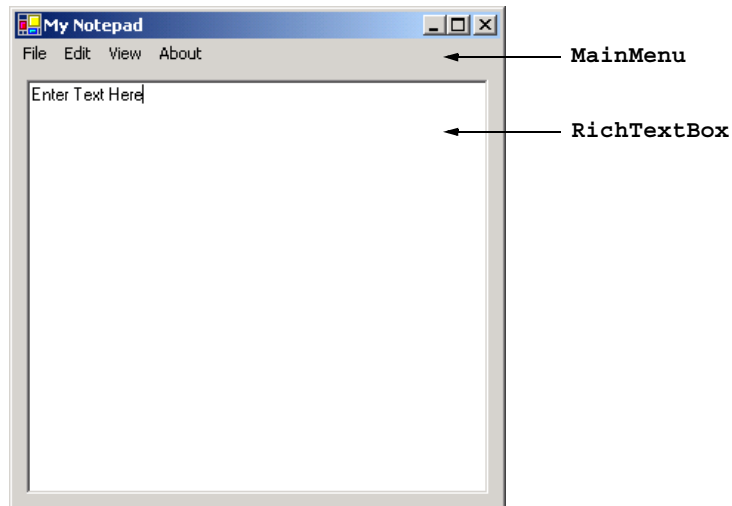 My Notepad
File Edit View About
MainMenu
Enter Text Here
RichTextBox